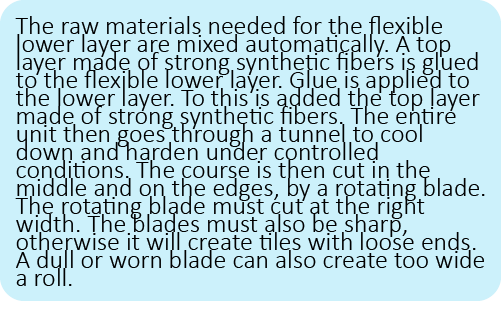 The raw materials needed for the flexible
lower layer are mixed automatically. A top
layer made of strong synthetic fibers is glued
to the flexible lower layer. Glue is applied to
the lower layer. To this is added the top layer
made of strong synthetic fibers. The entire
unit then goes through a tunnel to cool
down and harden under controlled
conditions. The course is then cut in the
middle and on the edges, by a rotating blade.
The rotating blade must cut at the right
width. The blades must also be sharp,
otherwise it will create tiles with loose ends.
A dull or worn blade can also create too wide
a roll.